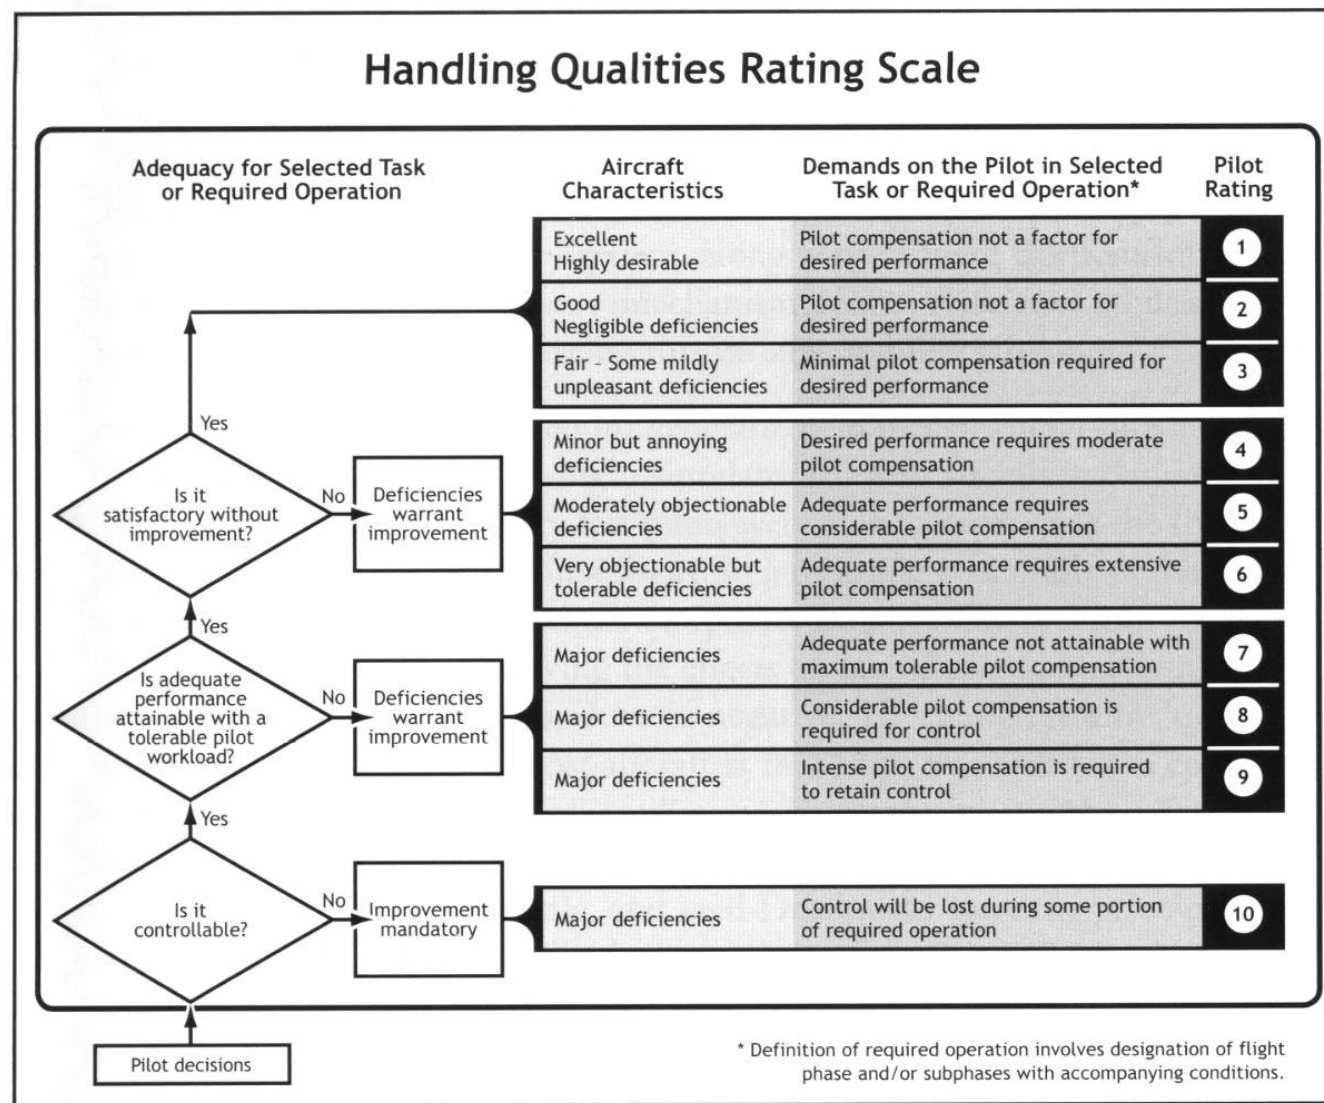 Handling Qualities Rating Scale
Adequacy for Selected Task
or Required Operation
Aircraft
Characteristics
Demands on the Pilot in Selected
Task or Required Operation*
Pilot
Rating
Excellent
Highly desirable
Pilot compensation not a factor for
desired performance
1
Good
Negligible deficiencies
Pilot compensation not a factor for
desired performance
2
Fair – Some mildly
unpleasant deficiencies
Minimal pilot compensation required for
desired performance
3
Yes
Is it
satisfactory without
improvement?
No
Deficiencies
warrant
improvement
Minor but annoying
deficiencies
Desired performance requires moderate
pilot compensation
4
Moderately objectionable
deficiencies
Adequate performance requires
considerable pilot compensation
5
Very objectionable but
tolerable deficiencies
Adequate performance requires extensive
pilot compensation
6
Yes
Is adequate
performance
attainable with a
tolerable pilot
workload?
No
Deficiencies
warrant
improvement
Major deficiencies
Adequate performance not attainable with
maximum tolerable pilot compensation
7
Major deficiencies
Considerable pilot compensation is
required for control
8
Major deficiencies
Intense pilot compensation is required
to retain control
9
Yes
Is it
controllable?
No
Improvement
mandatory
Major deficiencies
Control will be lost during some portion
of required operation
10
Pilot decisions
* Definition of required operation involves designation of flight
phase and/or subphases with accompanying conditions.